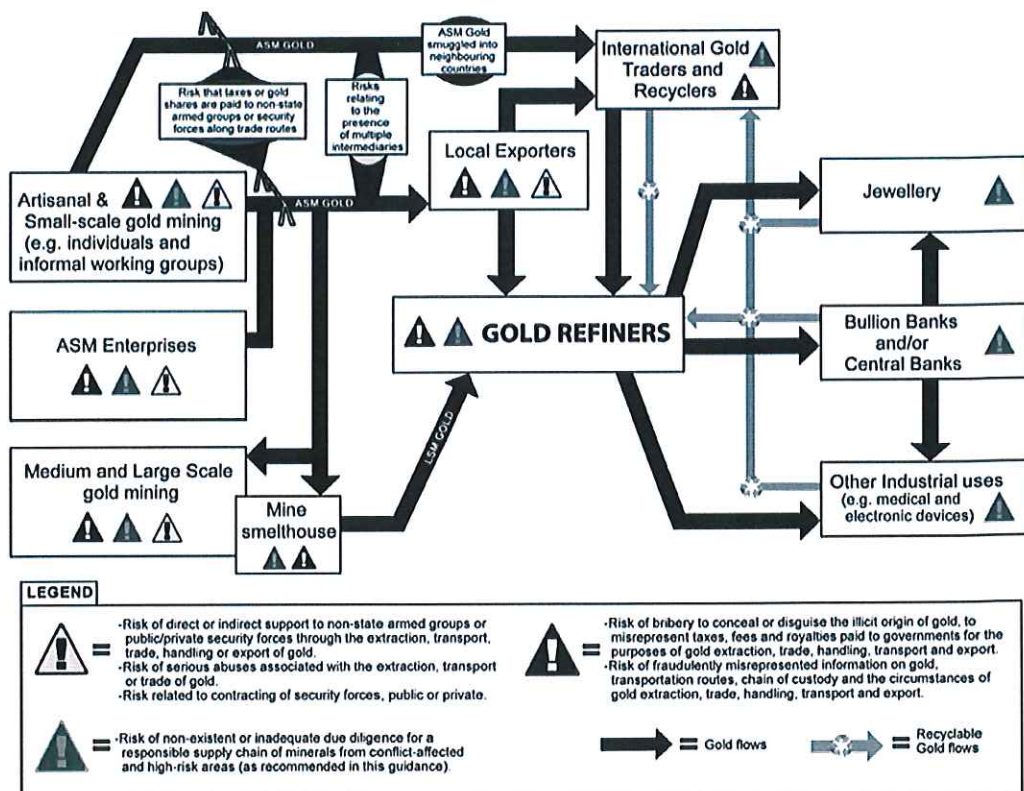 ASM GOLD
ASM Gold
smuggled into
neighbouring
countries
International Gold
Traders and
Recyclers
Risk that taxes or gold
shares are paid to non-state
armed groups or security
forces along trade routes
Risks
relating
to the
presence
of multiple
intermediaries
Local Exporters
Artisanal &
Small-scale gold mining
(e.g. individuals and
informal working groups)
ASM GOLD
Jewellery
ASM Enterprises
GOLD REFINERS
Bullion Banks
and/or
Central Banks
Medium and Large Scale
gold mining
Mine
smelthouse
LSM GOLD
Other Industrial uses
(e.g. medical and
electronic devices)
LEGEND
= -Risk of direct or indirect support to non-state armed groups or
public/private security forces through the extraction, transport,
trade, handling or export of gold.
-Risk of serious abuses associated with the extraction, transport
or trade of gold.
-Risk related to contracting of security forces, public or private.
= -Risk of non-existent or inadequate due diligence for a
responsible supply chain of minerals from conflict-affected
and high-risk areas (as recommended in this guidance).
= -Risk of bribery to conceal or disguise the illicit origin of gold, to
misrepresent taxes, fees and royalties paid to governments for the
purposes of gold extraction, trade, handling, transport and export.
-Risk of fraudulently misrepresented information on gold,
transportation routes, chain of custody and the circumstances of
gold extraction, trade, handling, transport and export.
= Gold flows
= Recyclable
Gold flows